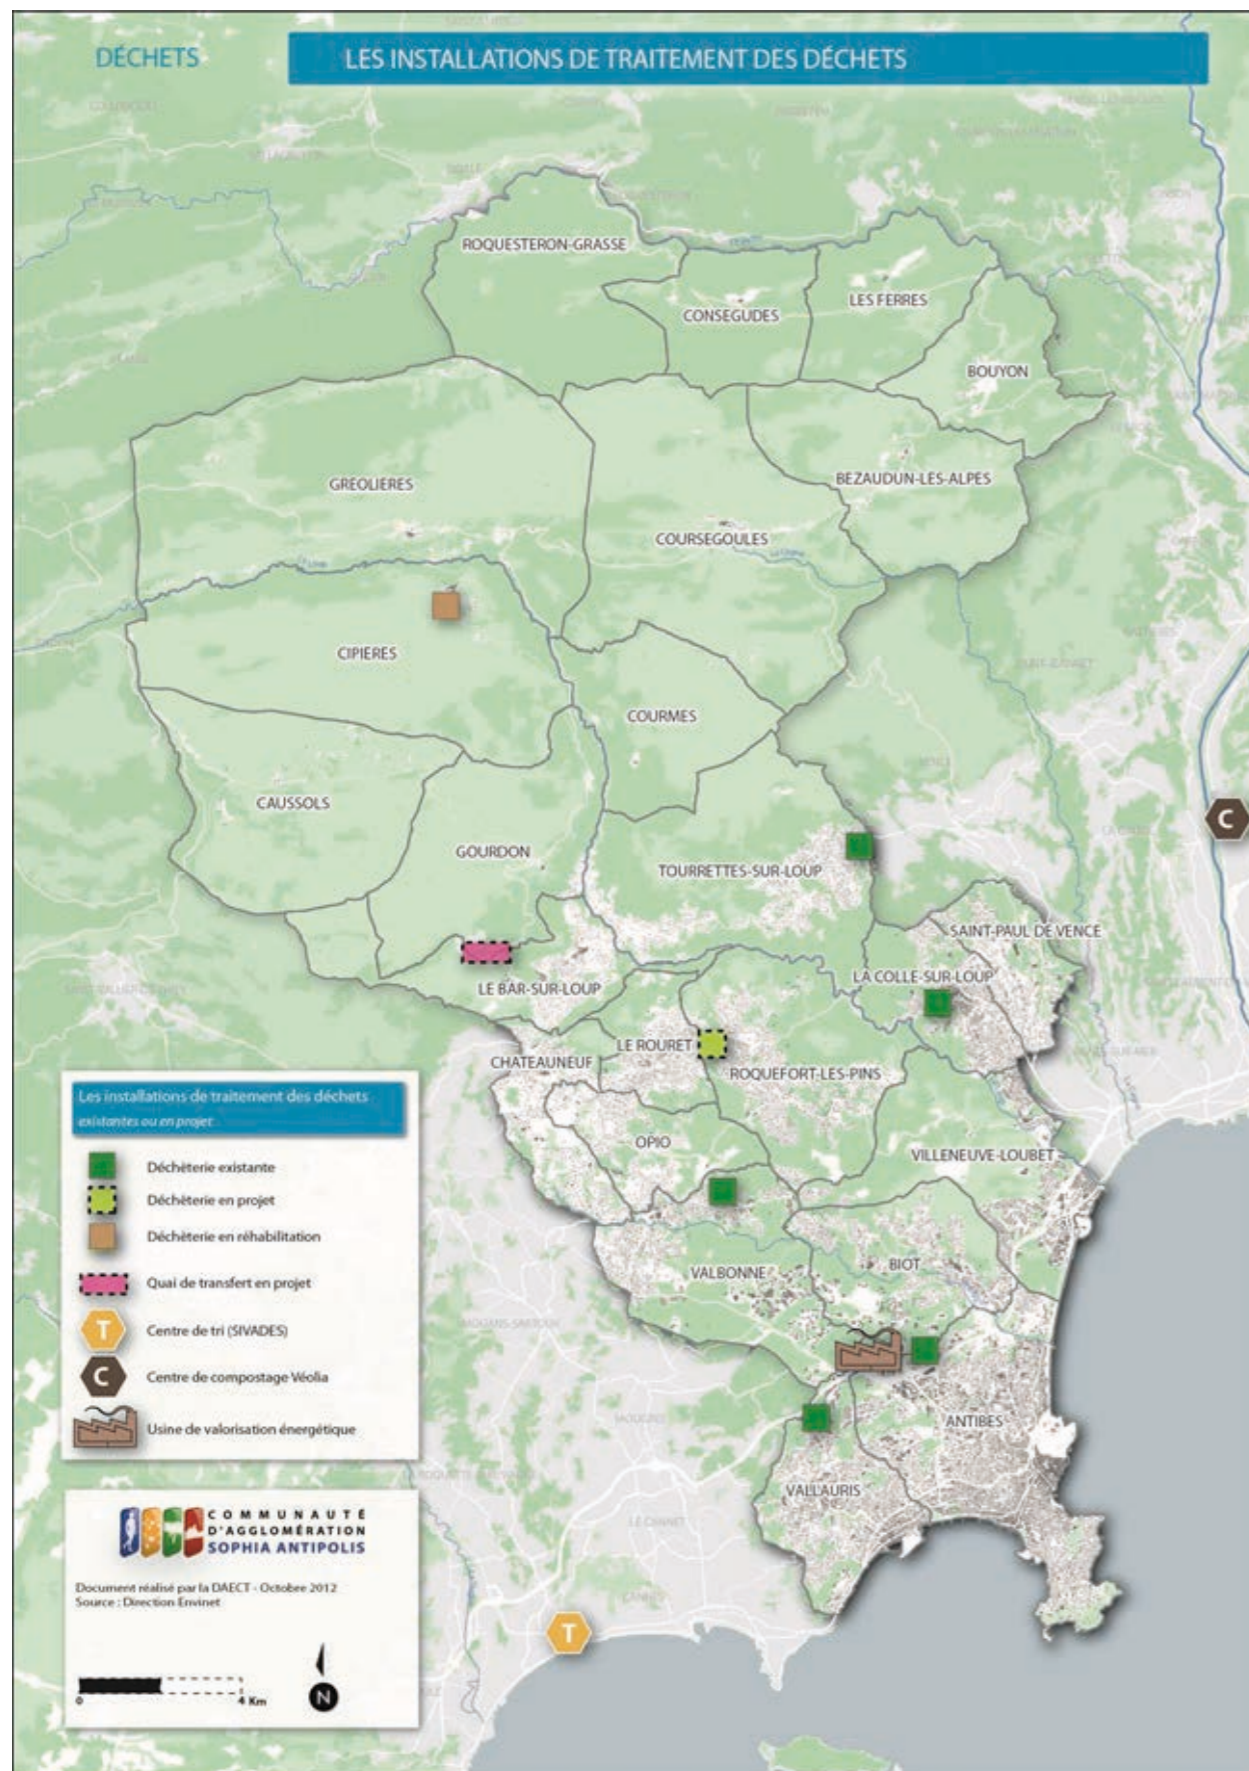 DÉCHETS
LES INSTALLATIONS DE TRAITEMENT DES DÉCHETS
ROQUESTERON-GRASSE
CONSEGUDES
LES FERRES
BOUYON
GREOLIERES
BEZAUDUN-LES-ALPES
COURSEGOULES
CIPIERES
COURMES
CAUSSOLS
GOURDON
TOURRETTES-SUR-LOUP
C
SAINT-PAUL DE VENCE
LA COLLE-SUR-LOUP
LE BAR-SUR-LOUP
LE ROURET
CHATEAUNEUF
ROQUEFORT-LES-PINS
OPIO
VILLENEUVE-LOUBET
VALBONNE
BIOT
MOUANS-SARTOUX
MOUGINS
ANTIBES
VALLAURIS
LE CANNET
T
Les installations de traitement des déchets
existantes ou en projet
Déchèterie existante
Déchèterie en projet
Déchèterie en réhabilitation
Quai de transfert en projet
T
Centre de tri (SIVADES)
C
Centre de compostage Véolia
Usine de valorisation énergétique
COMMUNAUTÉ
D'AGGLOMÉRATION
SOPHIA ANTIPOLIS
Document réalisé par la DAECT - Octobre 2012
Source : Direction Envinet
0 4 Km
N